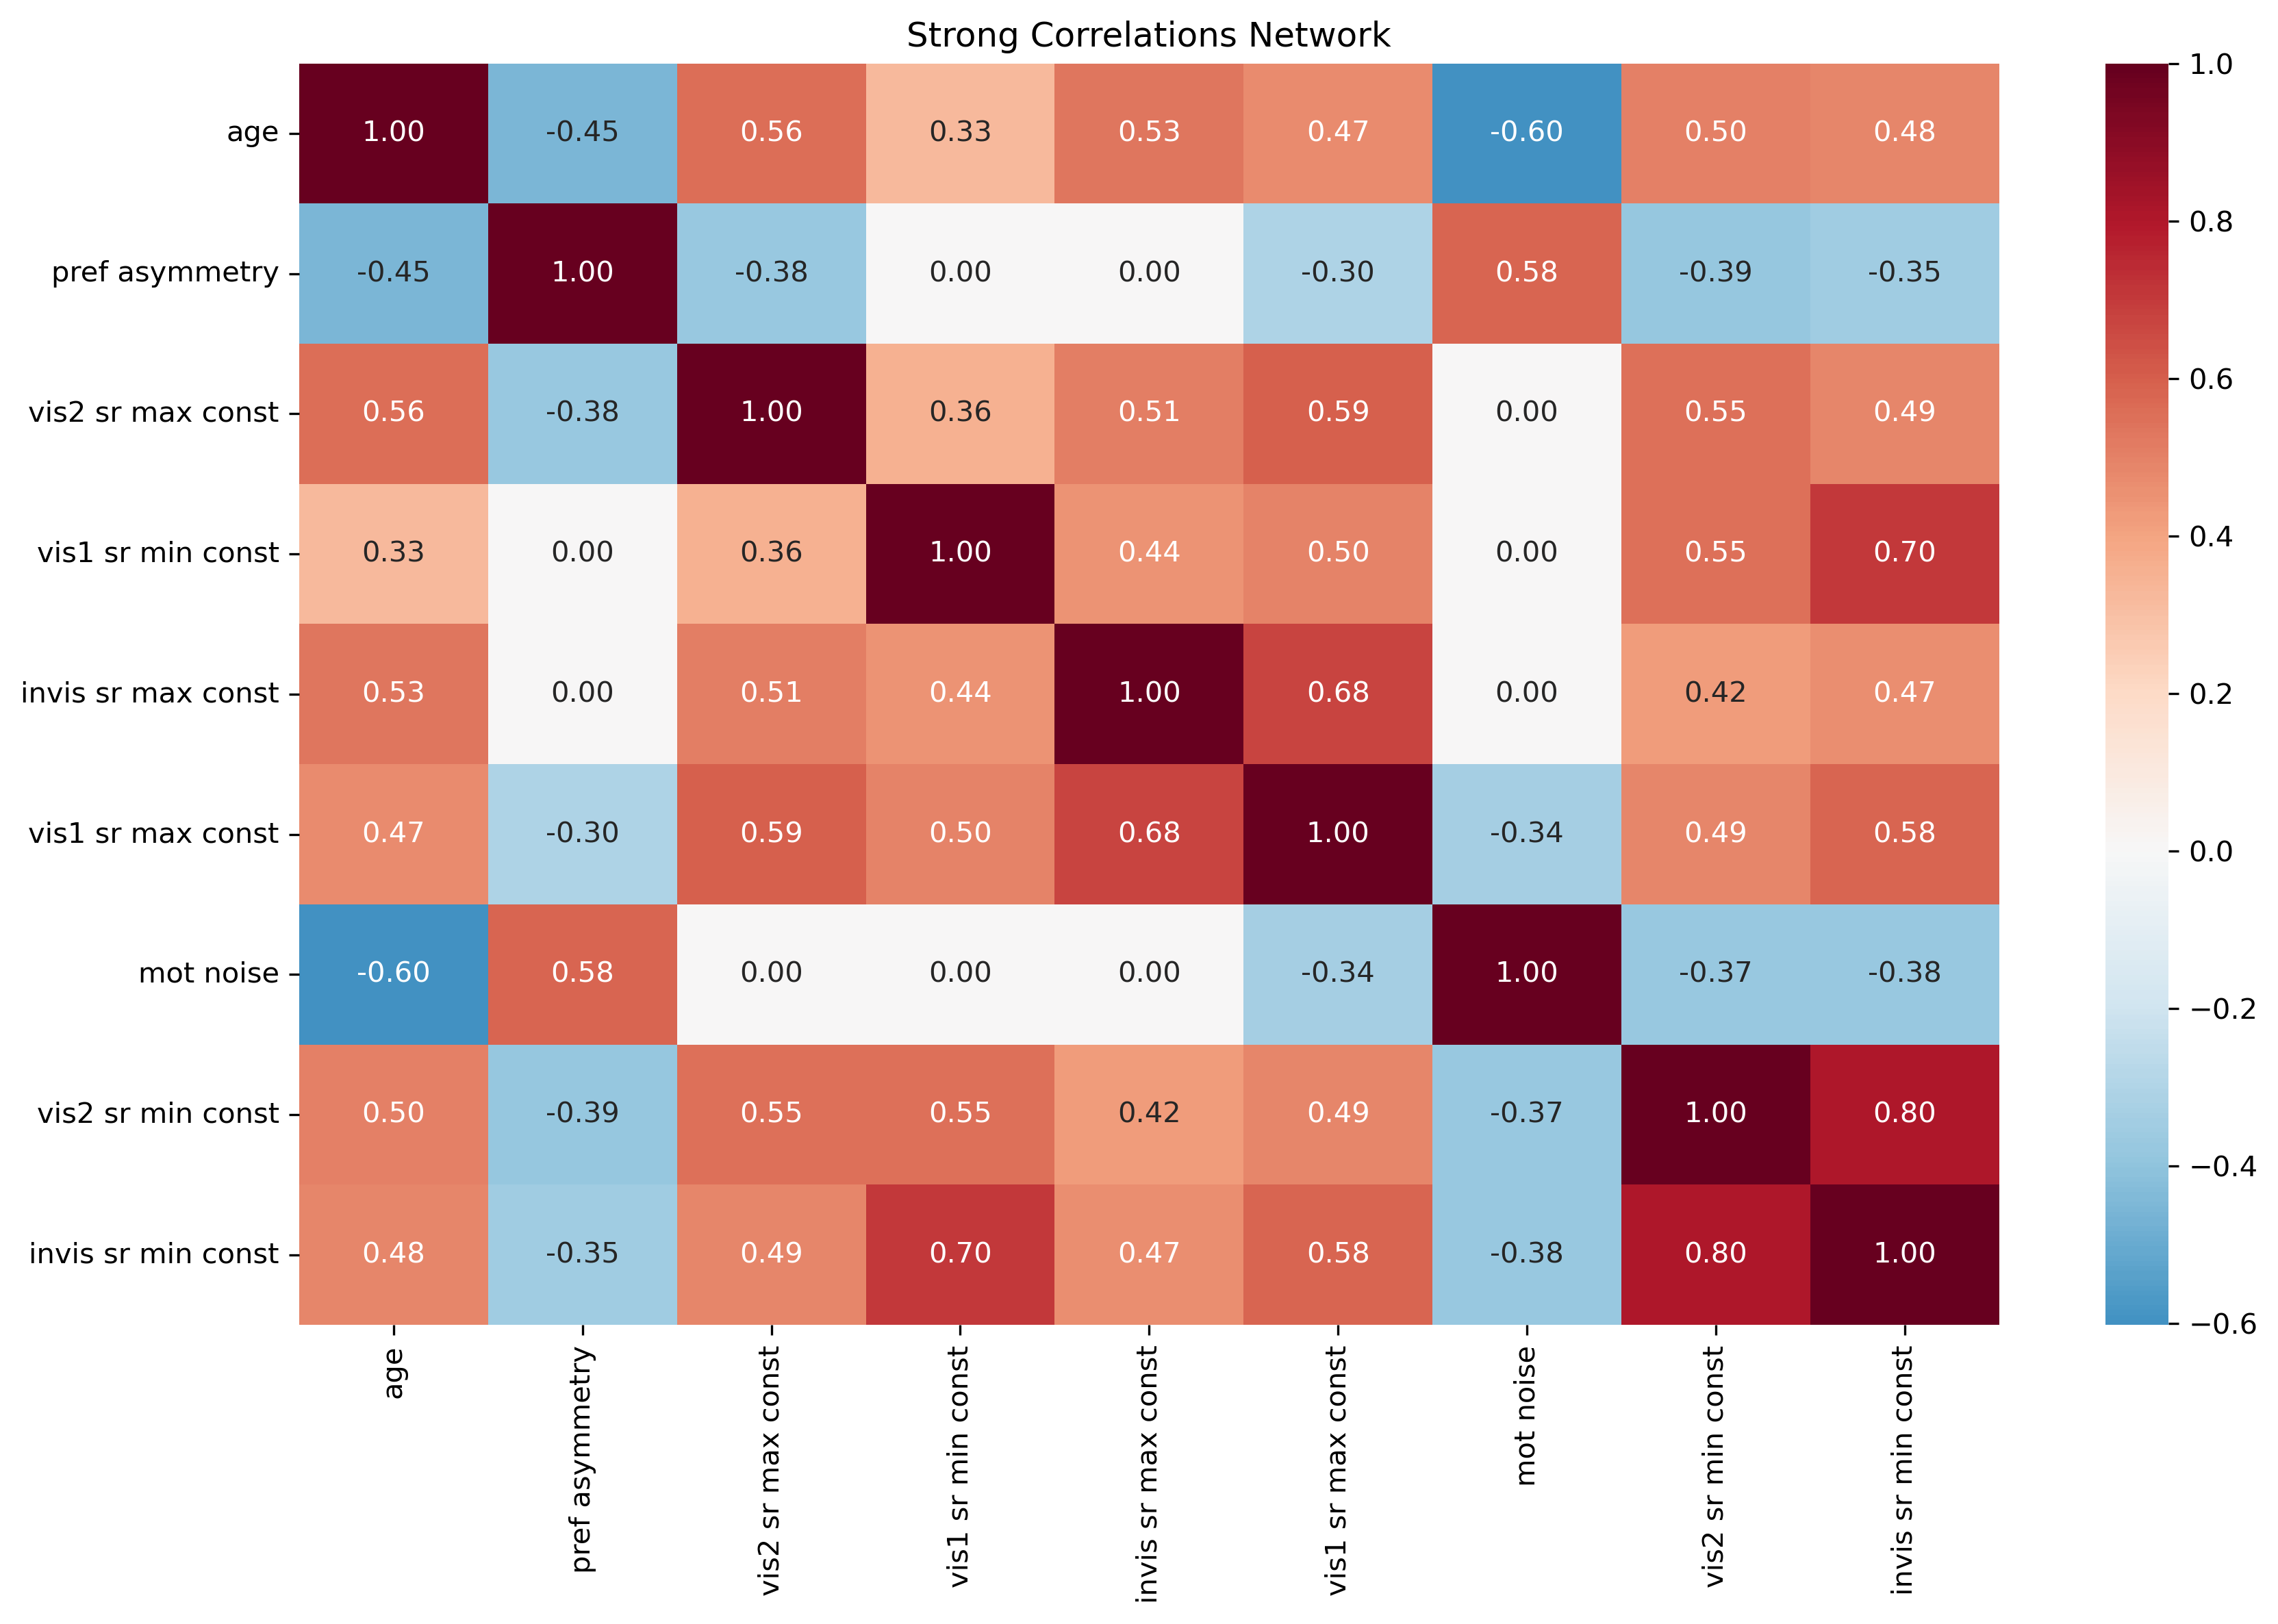 Strong Correlations Network
age 1.00 -0.45 0.56 0.33 0.53 0.47 -0.60 0.50 0.48
pref asymmetry -0.45 1.00 -0.38 0.00 0.00 -0.30 0.58 -0.39 -0.35
vis2 sr max const 0.56 -0.38 1.00 0.36 0.51 0.59 0.00 0.55 0.49
vis1 sr min const 0.33 0.00 0.36 1.00 0.44 0.50 0.00 0.55 0.70
invis sr max const 0.53 0.00 0.51 0.44 1.00 0.68 0.00 0.42 0.47
vis1 sr max const 0.47 -0.30 0.59 0.50 0.68 1.00 -0.34 0.49 0.58
mot noise -0.60 0.58 0.00 0.00 0.00 -0.34 1.00 -0.37 -0.38
vis2 sr min const 0.50 -0.39 0.55 0.55 0.42 0.49 -0.37 1.00 0.80
invis sr min const 0.48 -0.35 0.49 0.70 0.47 0.58 -0.38 0.80 1.00
age
pref asymmetry
vis2 sr max const
vis1 sr min const
invis sr max const
vis1 sr max const
mot noise
vis2 sr min const
invis sr min const
1.0
0.8
0.6
0.4
0.2
0.0
−0.2
−0.4
−0.6